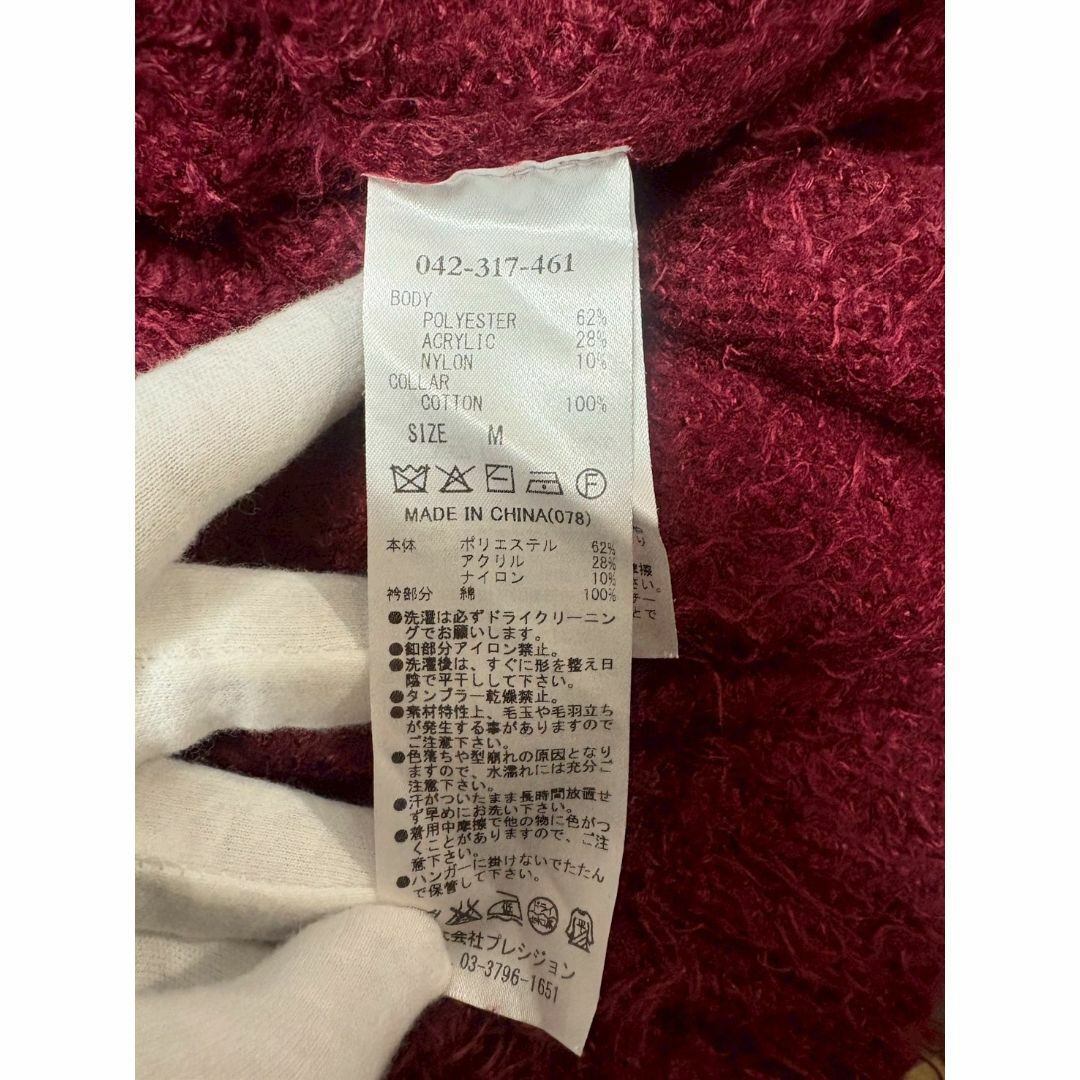 042-317-461
BODY
POLYESTER 62%
ACRYLIC 28%
NYLON 10%
COLLAR
COTTON 100%
SIZE M
F
MADE IN CHINA(078)
本体 ポリエステル 62%
アクリル 28%
ナイロン 10%
衿部分 綿 100%
●洗濯は必ずドライクリーニン
グでお願いします。
●釦部分アイロン禁止。
●洗濯後は、すぐに形を整え日
陰で平干しして下さい。
●タンブラー乾燥禁止。
●素材特性上、毛玉や毛羽立ち
が発生する事がありますので
ご注意下さい。
●色落ちや型崩れの原因となり
ますので、水濡れには充分ご
注意下さい。
●汗がついたまま長時間放置せ
ず早めにお洗い下さい。
●着用中摩擦で他の物に色がつ
くことがありますので、ご注
意下さい。
●ハンガーに掛けないでたたん
で保管して下さい。
低 ドライ 平
会社プレシジョン
03-3796-1651
り
摩擦
さい。
とで